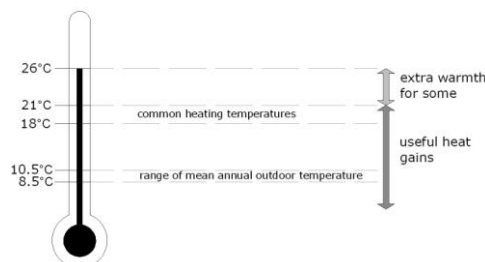 26°C
extra warmth
for some
21°C
common heating temperatures
18°C
useful heat
gains
10.5°C
range of mean annual outdoor temperature
8.5°C